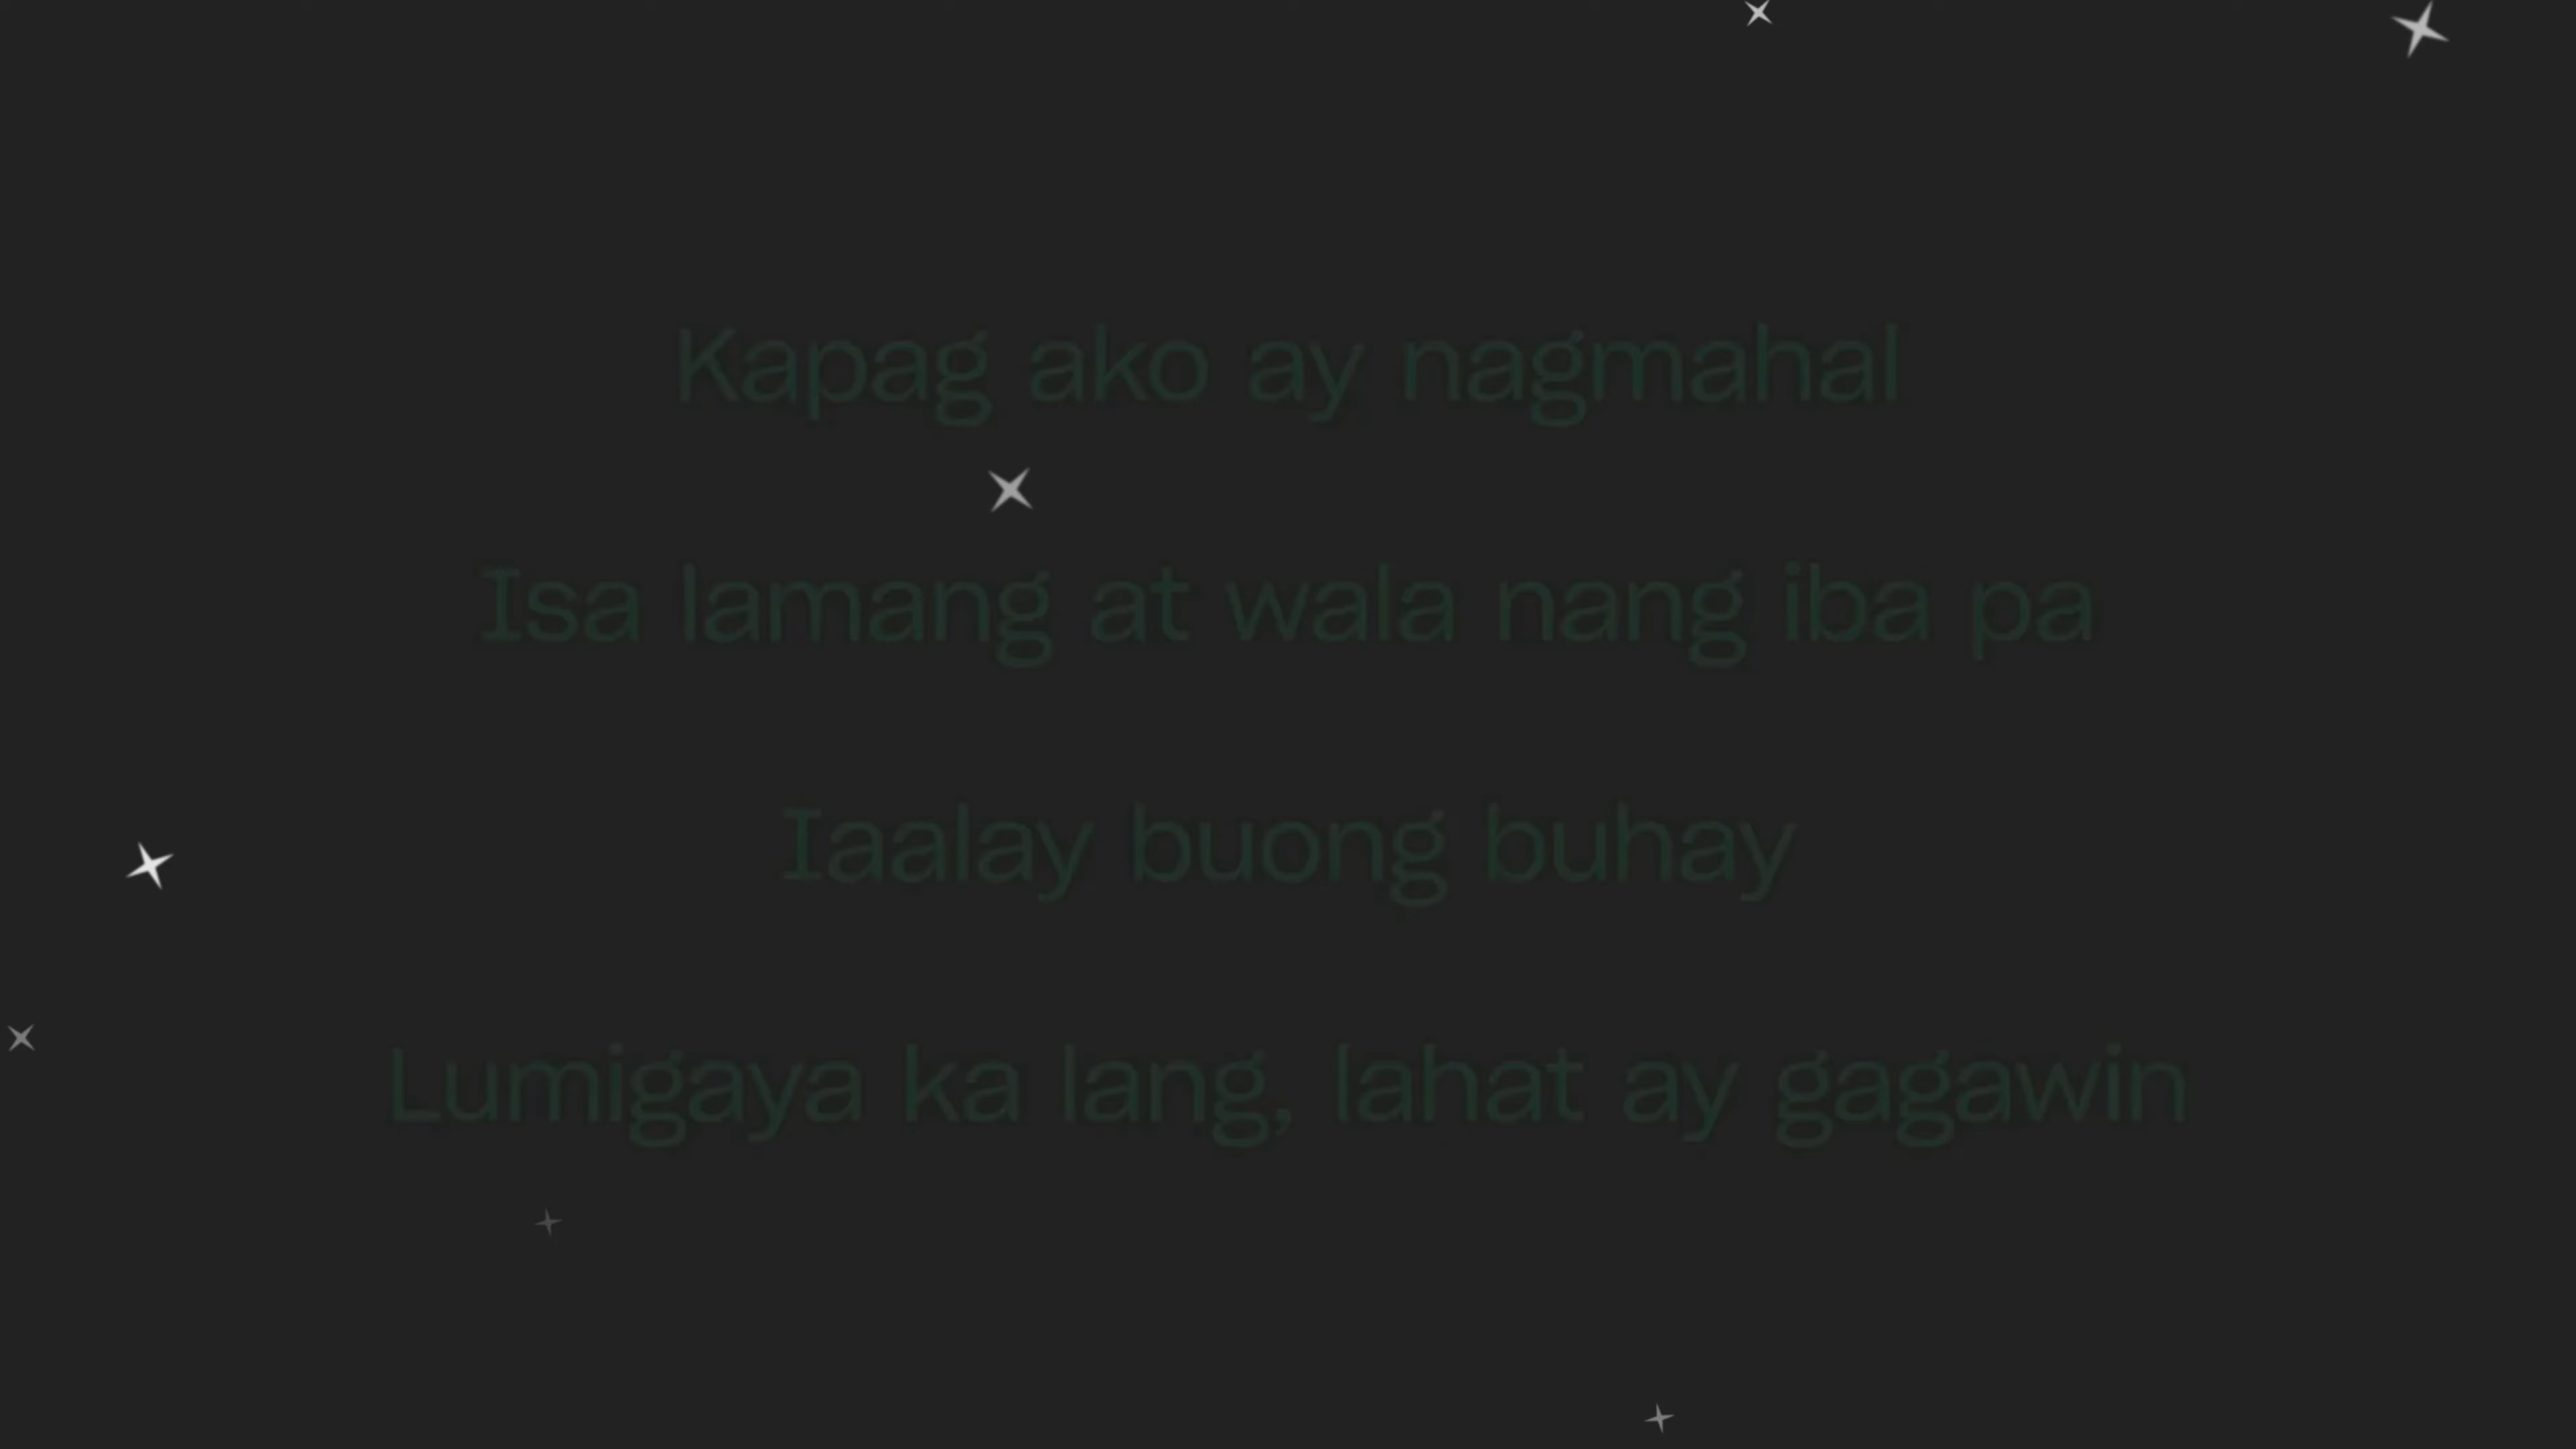 Kapag ako ay nagmahal
Isa lamang at wala nang iba pa
Iaalay buong buhay
Lumigaya ka lang, lahat ay gagawin